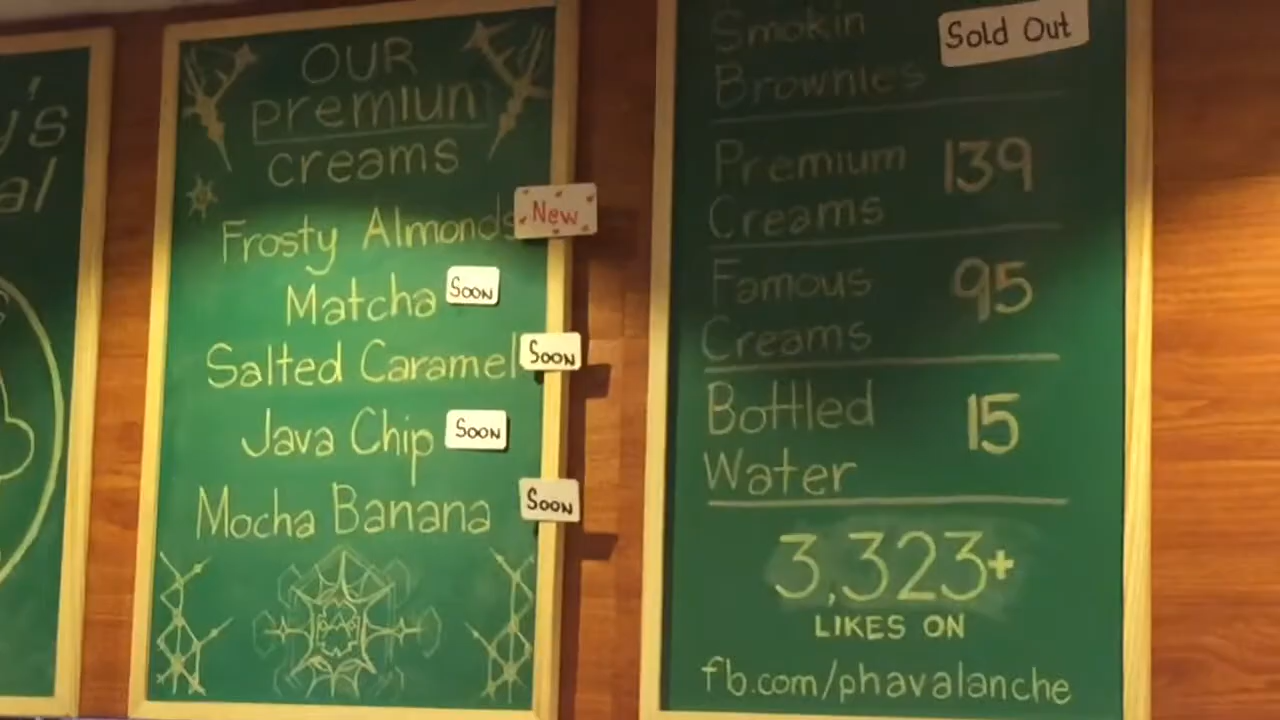 y's
al
OUR
premium
creams
Frosty Almonds New
Matcha Soon
Salted Caramel Soon
Java Chip Soon
Mocha Banana Soon
Smokin Sold Out
Brownies
Premium 139
Creams
Famous 95
Creams
Bottled 15
Water
3,323+
LIKES ON
fb.com/phavalanche